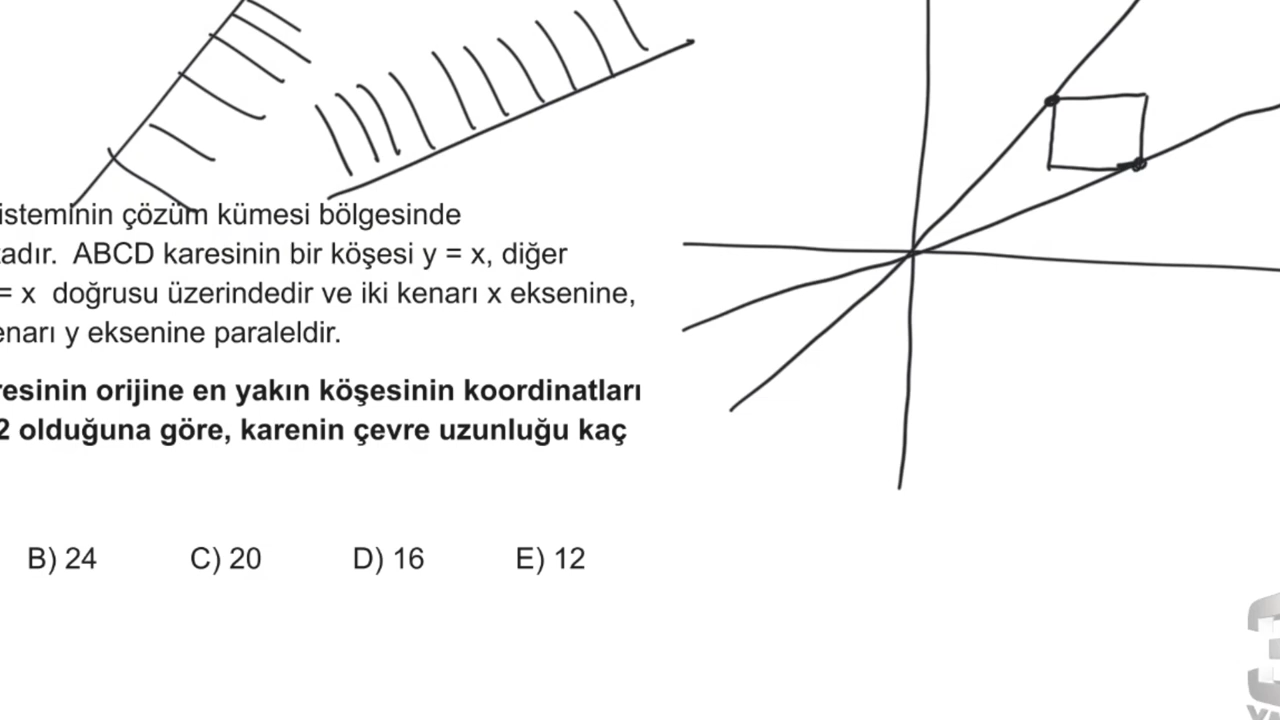 isteminin çözüm kümesi bölgesinde
tadır. ABCD karesinin bir köşesi y = x, diğer
= x doğrusu üzerindedir ve iki kenarı x eksenine,
enarı y eksenine paraleldir.
resinin orijine en yakın köşesinin koordinatları
2 olduğuna göre, karenin çevre uzunluğu kaç
B) 24 C) 20 D) 16 E) 12